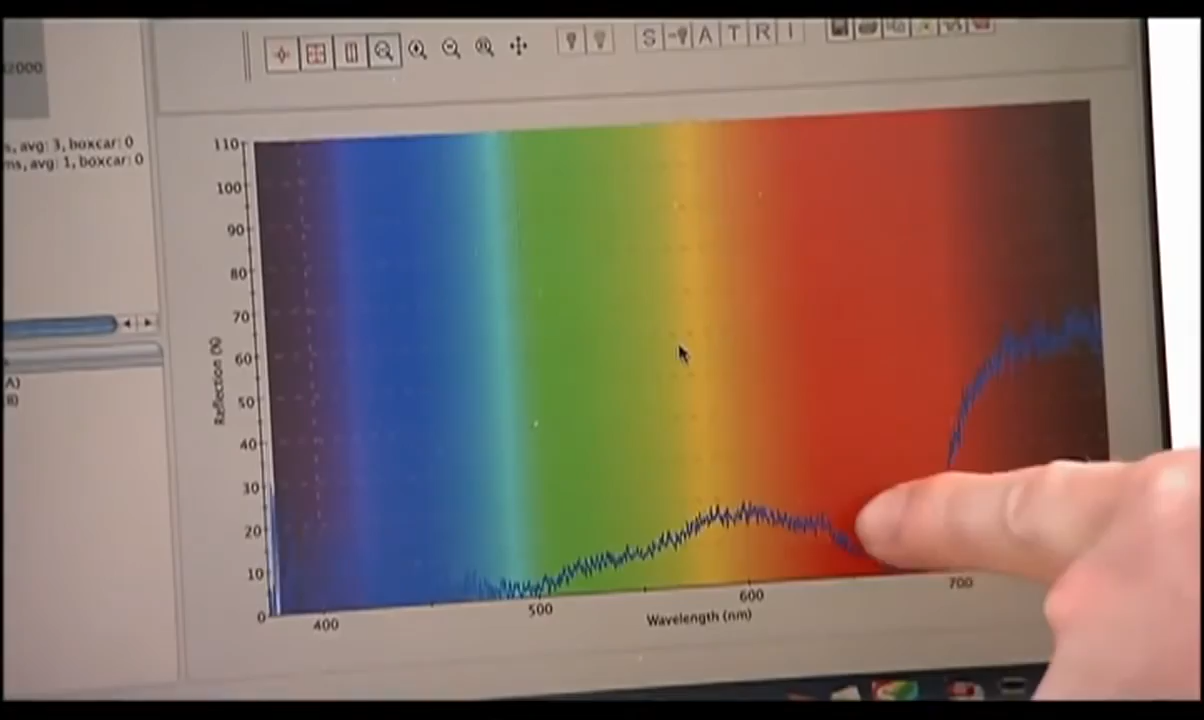 S A T R I
2000
s, avg: 3, boxcar: 0
ms, avg: 1, boxcar: 0
A)
B)
110
100
90
80
70
60
50
40
30
20
10
0
Reflection (%)
400 500 600 700
Wavelength (nm)